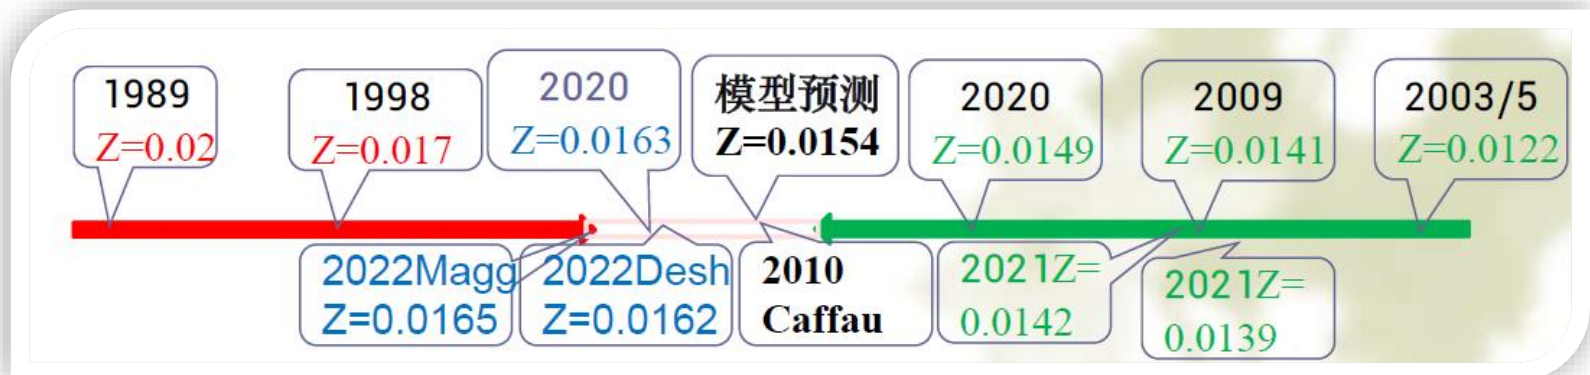 1989
Z=0.02
1998
Z=0.017
2020
Z=0.0163
模型预测
Z=0.0154
2020
Z=0.0149
2009
Z=0.0141
2003/5
Z=0.0122
2022Magg
Z=0.0165
2022Desh
Z=0.0162
2010
Caffau
2021Z=
0.0142
2021Z=
0.0139